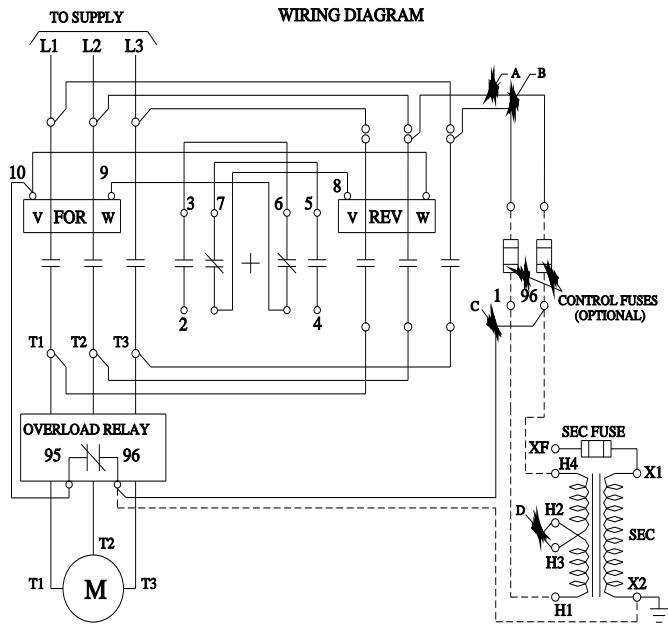 WIRING DIAGRAM
TO SUPPLY
L1 L2 L3
A B
10 9 8
V FOR W
3 7 6 5
V REV W
2 4
1 96
CONTROL FUSES
(OPTIONAL)
C
T1 T2 T3
OVERLOAD RELAY
95 96
XF SEC FUSE
H4 X1
D H2
SEC
H3
T2
T1 M T3
H1 X2